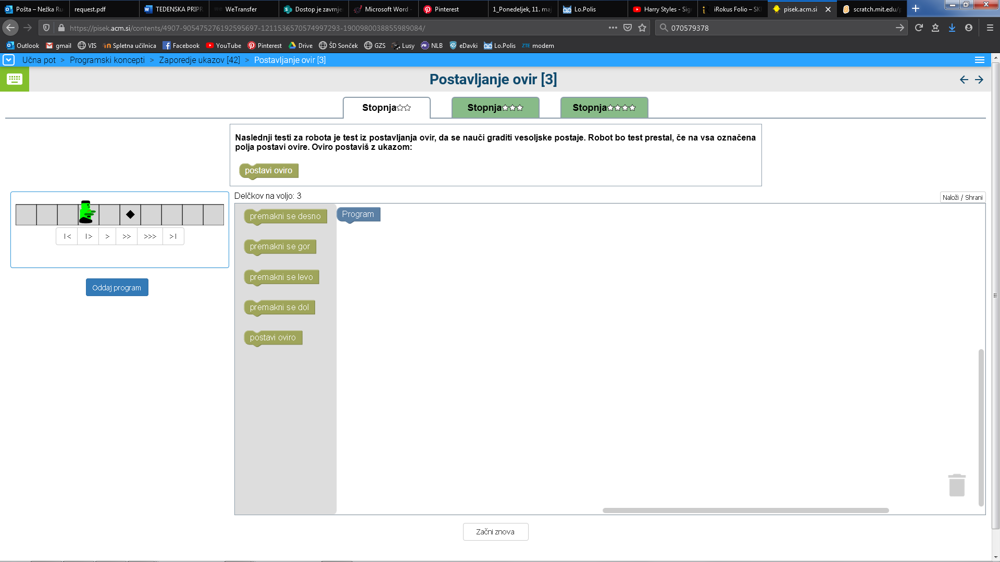 Pošta – Nežka Ru request.pdf TEDENSKA PRIPR WeTransfer Dostop je zavrnje Microsoft Word - Pinterest 1_Ponedeljek, 11. maj Lo.Polis Harry Styles - Sign iRokus Folio – SK pisek.acm.si scratch.mit.edu/p
https://pisek.acm.si/contents/4907-905475276192595697-1211536570574997293-1900980038855989084/ 070579378
Outlook gmail VIS Spletna učilnica Facebook YouTube Pinterest Drive ŠD Sonček GZS Lusy NLB eDavki Lo.Polis ZTE modem
Učna pot > Programski koncepti > Zaporedje ukazov [42] > Postavljanje ovir [3]
Postavljanje ovir [3]
Stopnja Stopnja Stopnja
Naslednji testi za robota je test iz postavljanja ovir, da se nauči graditi vesoljske postaje. Robot bo test prestal, če na vsa označena
polja postavi ovire. Oviro postaviš z ukazom:
postavi oviro
Delčkov na voljo: 3
Naloži / Shrani
Program
premakni se desno
|< |> > >> >>> >|
premakni se gor
premakni se levo
Oddaj program
premakni se dol
postavi oviro
Začni znova